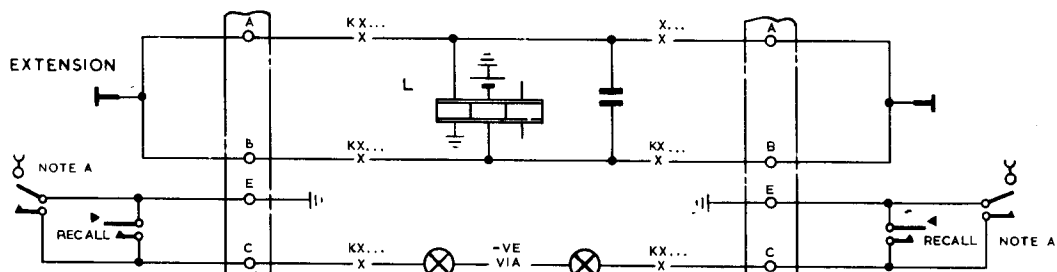 A
KX...
X
X...
X
A
EXTENSION
L
B
KX...
X
KX...
X
B
NOTE A
E
E
RECALL
RECALL
NOTE A
C
KX...
X
-VE
VIA
KX...
X
C